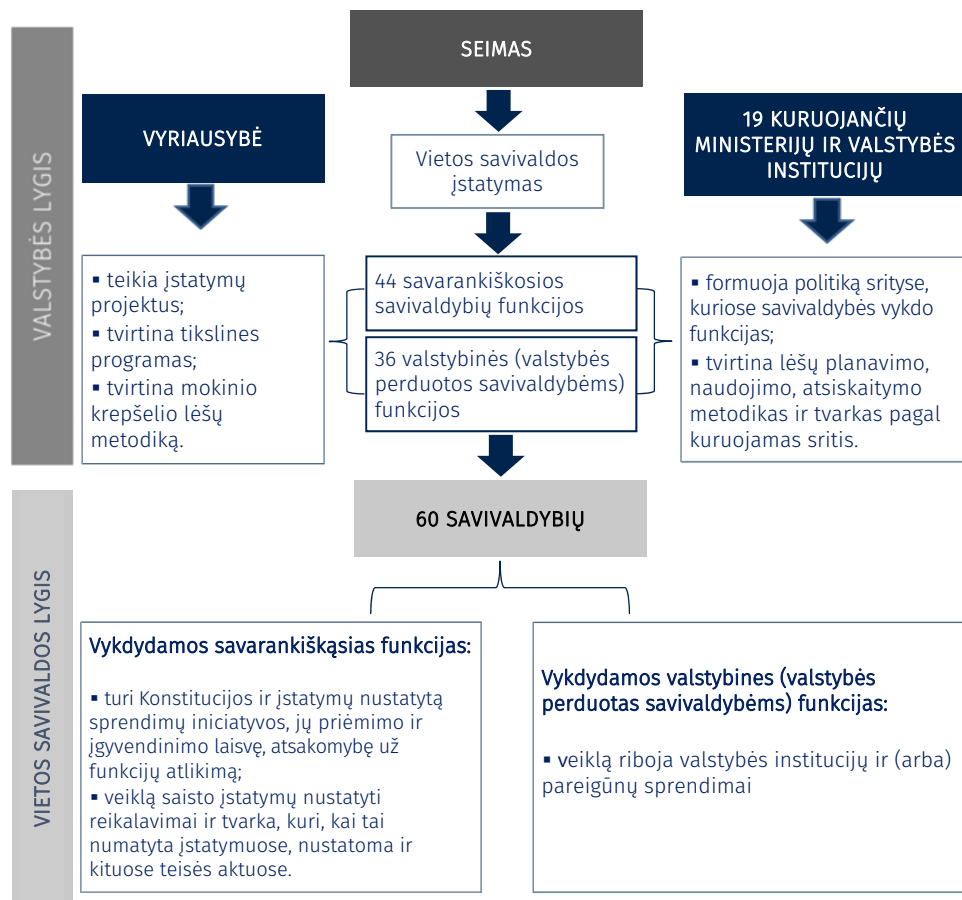 VALSTYBĖS LYGIS
SEIMAS
VYRIAUSYBĖ
19 KURUOJANČIŲ
MINISTERIJŲ IR VALSTYBĖS
INSTITUCIJŲ
Vietos savivaldos
įstatymas
▪ teikia įstatymų
projektus;
▪ tvirtina tikslines
programas;
▪ tvirtina mokinio
krepšelio lėšų
metodiką.
44 savarankiškosios
savivaldybių funkcijos
36 valstybinės (valstybės
perduotos savivaldybėms)
funkcijos
▪ formuoja politiką srityse,
kuriose savivaldybės vykdo
funkcijas;
▪ tvirtina lėšų planavimo,
naudojimo, atsiskaitymo
metodikas ir tvarkas pagal
kuruojamas sritis.
VIETOS SAVIVALDOS LYGIS
60 SAVIVALDYBIŲ
Vykdydamos savarankiškąsias funkcijas:
▪ turi Konstitucijos ir įstatymų nustatytą
sprendimų iniciatyvos, jų priėmimo ir
įgyvendinimo laisvę, atsakomybę už
funkcijų atlikimą;
▪ veiklą saisto įstatymų nustatyti
reikalavimai ir tvarka, kuri, kai tai
numatyta įstatymuose, nustatoma ir
kituose teisės aktuose.
Vykdydamos valstybines (valstybės
perduotas savivaldybėms) funkcijas:
▪ veiklą riboja valstybės institucijų ir (arba)
pareigūnų sprendimai